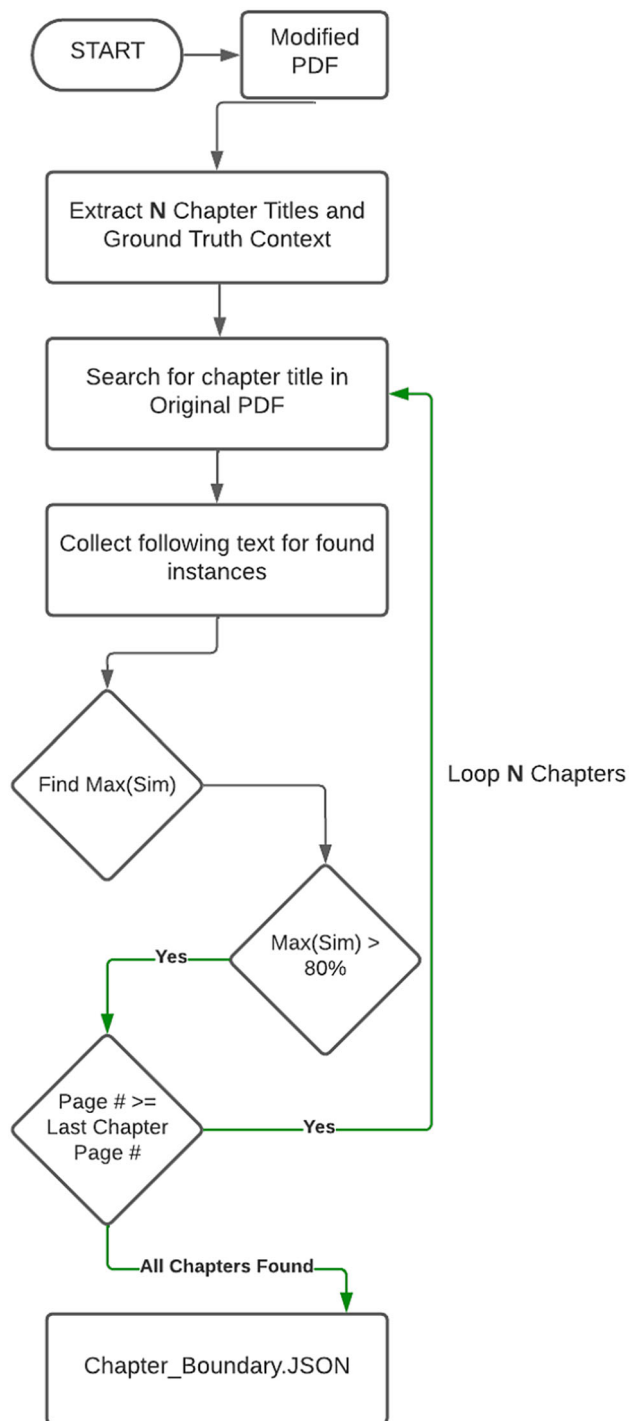 START
Modified
PDF
Extract N Chapter Titles and
Ground Truth Context
Search for chapter title in
Original PDF
Collect following text for found
instances
Find Max(Sim)
Loop N Chapters
Max(Sim) >
80%
Yes
Page # >=
Last Chapter
Page #
Yes
All Chapters Found
Chapter_Boundary.JSON